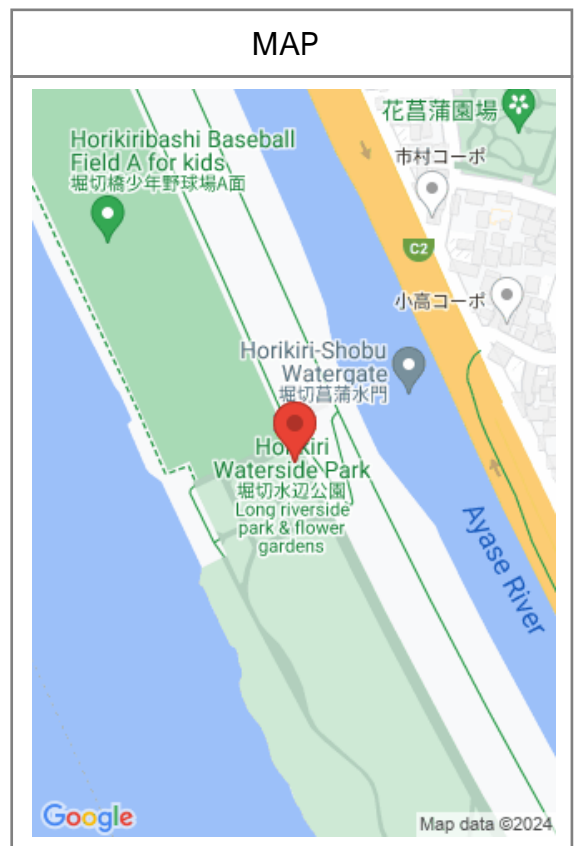 MAP
花菖蒲園場
Horikiribashi Baseball
Field A for kids
堀切橋少年野球場A面
市村コーポ
C2
小高コーポ
Horikiri-Shobu
Watergate
堀切菖蒲水門
Horikiri
Waterside Park
堀切水辺公園
Long riverside
park & flower
gardens
Ayase River
Google
Map data ©2024